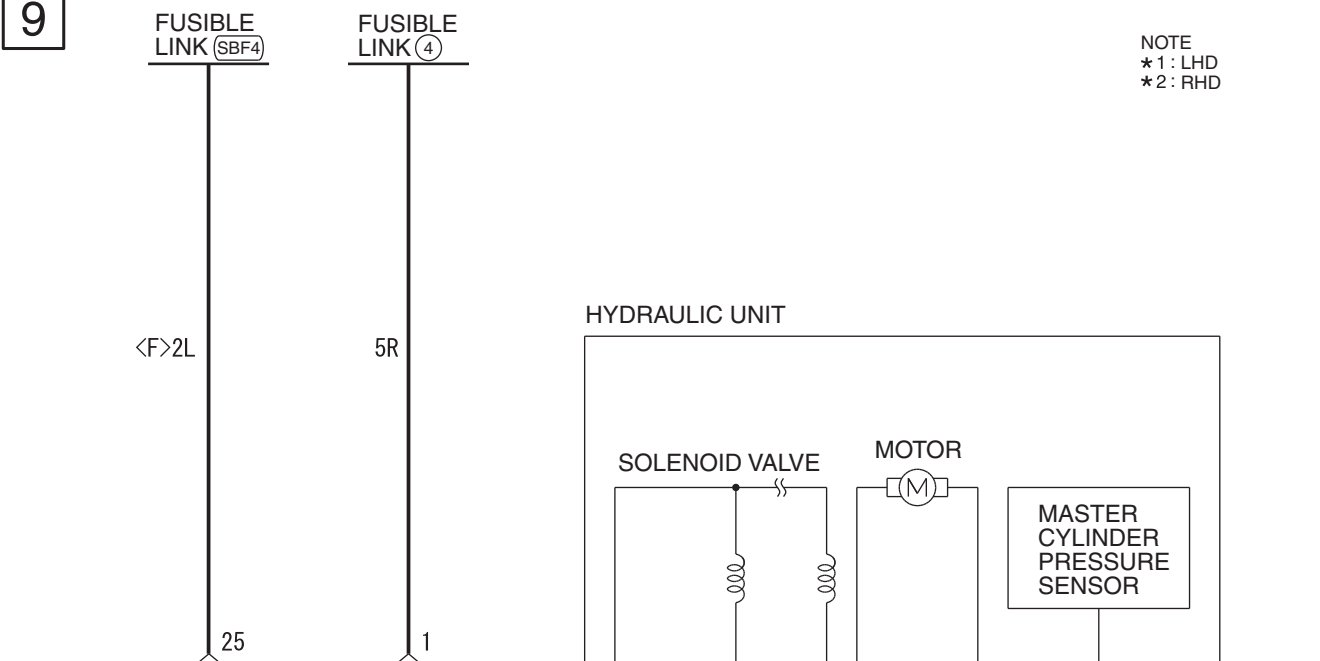 9
FUSIBLE
LINK SBF4
FUSIBLE
LINK 4
NOTE
*1: LHD
*2: RHD
<F>2L
5R
HYDRAULIC UNIT
SOLENOID VALVE
MOTOR
M
MASTER
CYLINDER
PRESSURE
SENSOR
25
1